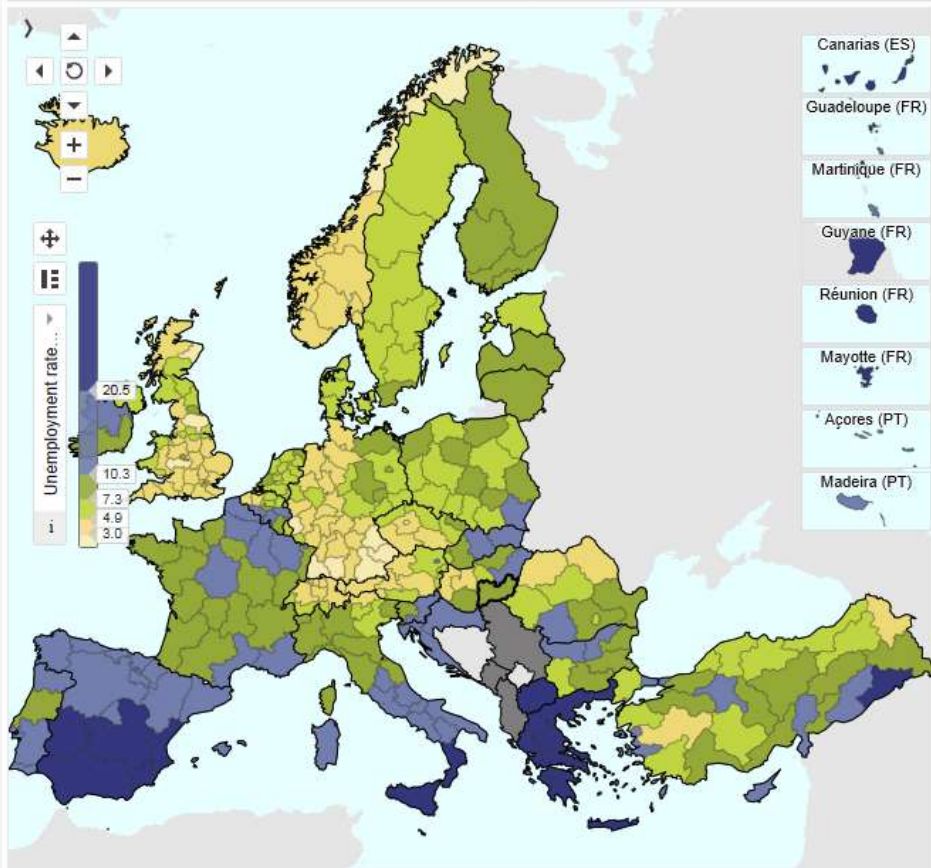 Canarias (ES)
Guadeloupe (FR)
Martinique (FR)
Guyane (FR)
Réunion (FR)
Mayotte (FR)
Açores (PT)
Madeira (PT)
Unemployment rate...
i
20.5
10.3
7.3
4.9
3.0